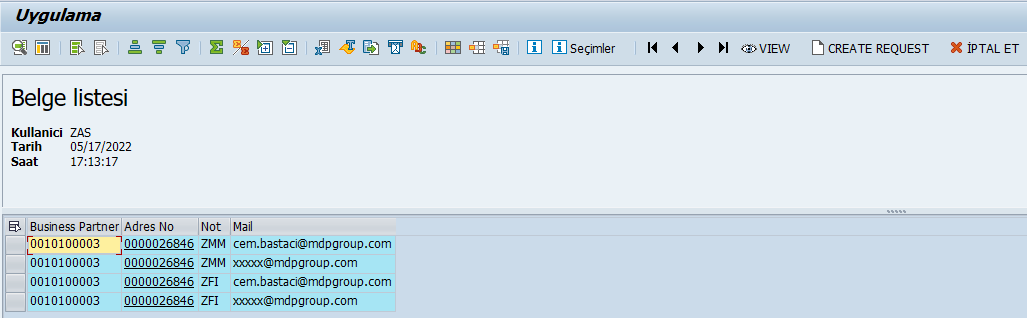 Uygulama
Seçimler VIEW CREATE REQUEST İPTAL ET
Belge listesi
Kullanici ZAS
Tarih 05/17/2022
Saat 17:13:17
Business Partner Adres No Not Mail
0010100003 0000026846 ZMM cem.bastaci@mdpgroup.com
0010100003 0000026846 ZMM xxxxx@mdpgroup.com
0010100003 0000026846 ZFI cem.bastaci@mdpgroup.com
0010100003 0000026846 ZFI xxxxx@mdpgroup.com